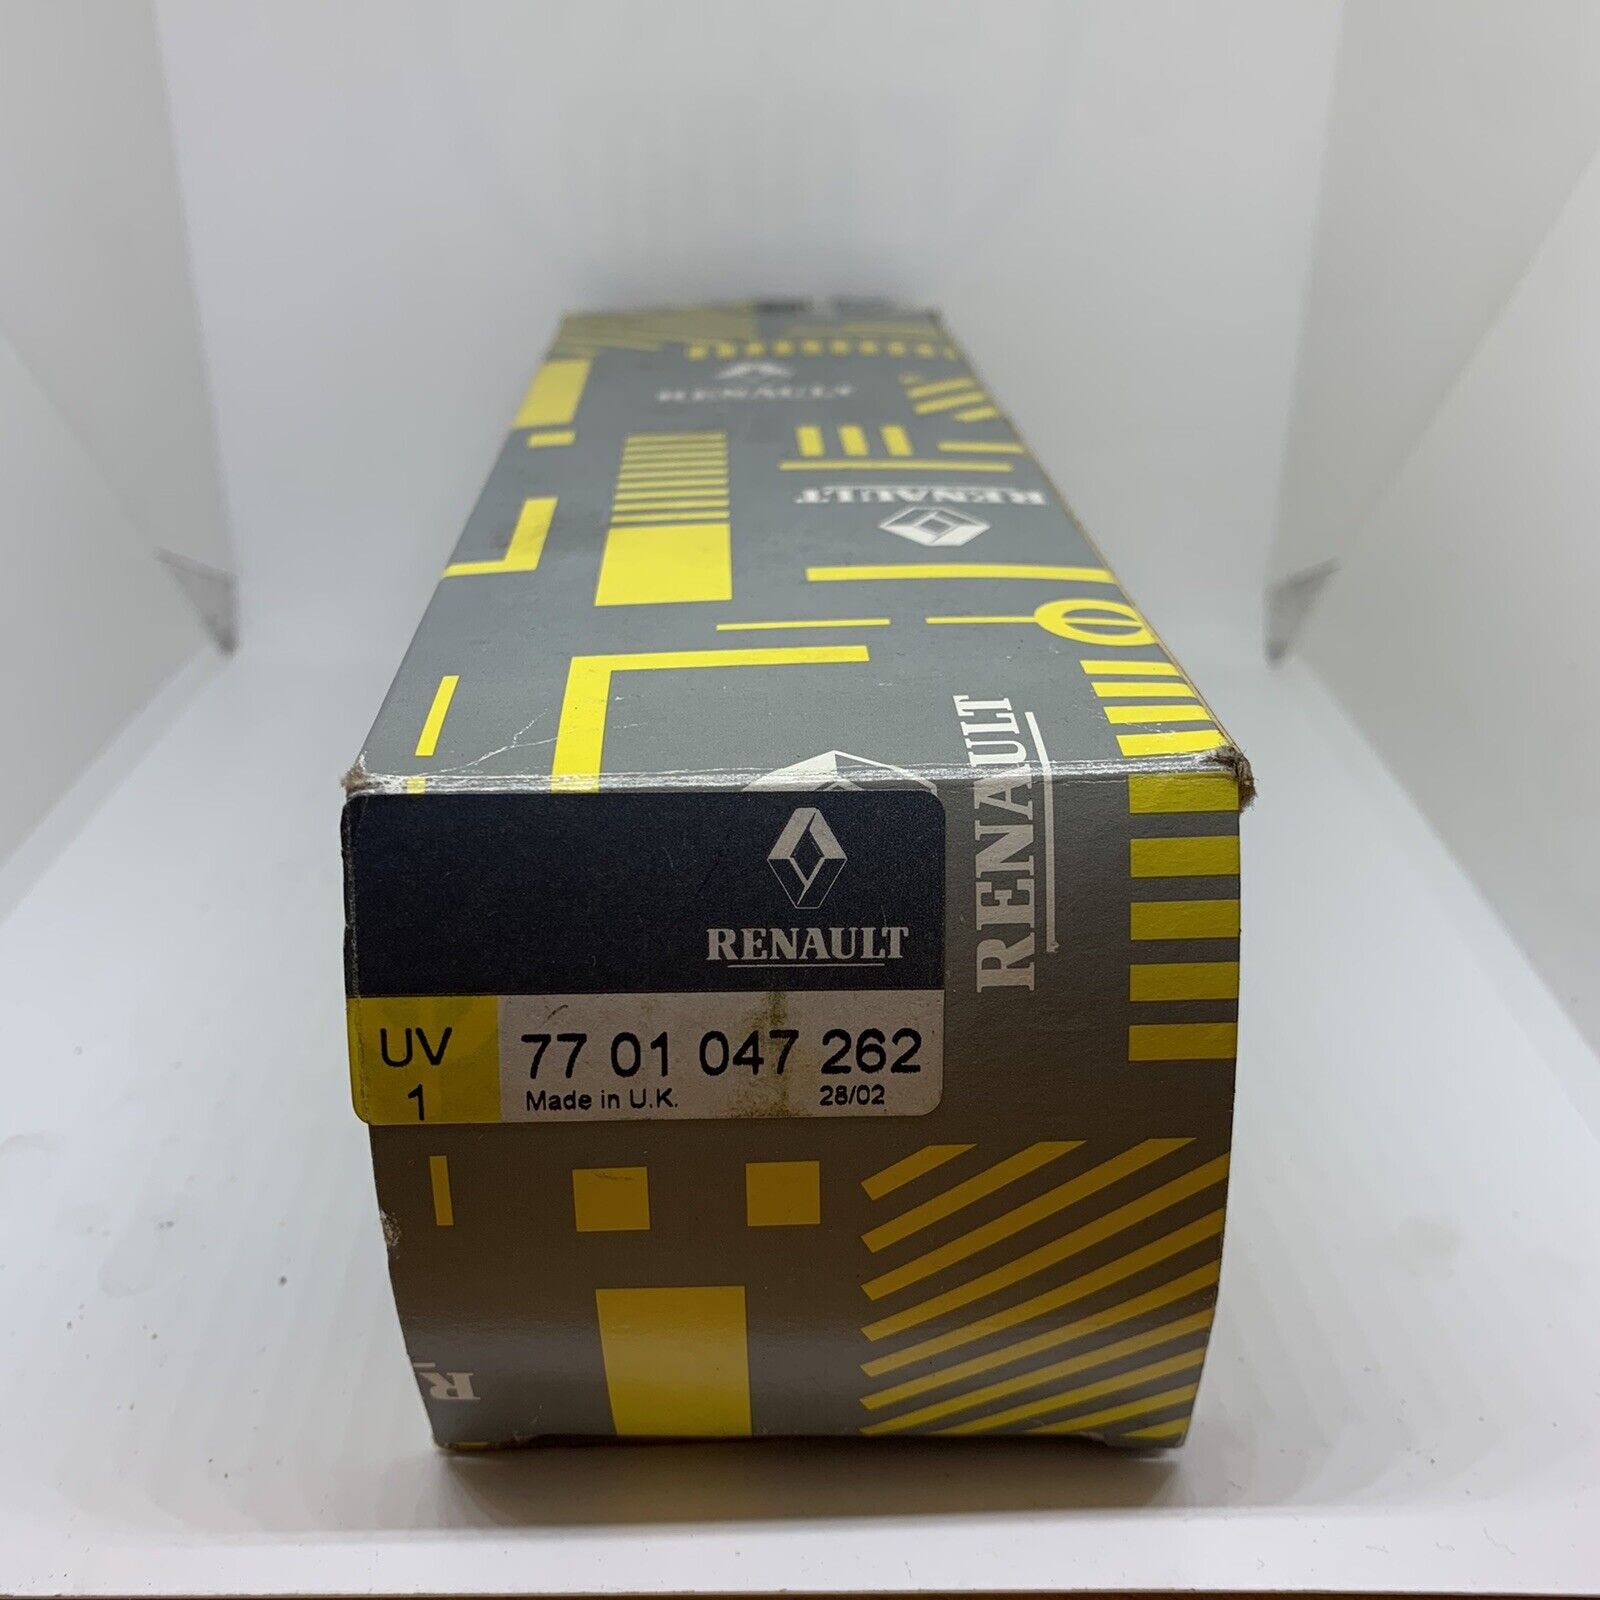 RENAULT
RENAULT
RENAULT
RENAULT
UV 77 01 047 262
1 Made in U.K. 28/02
R